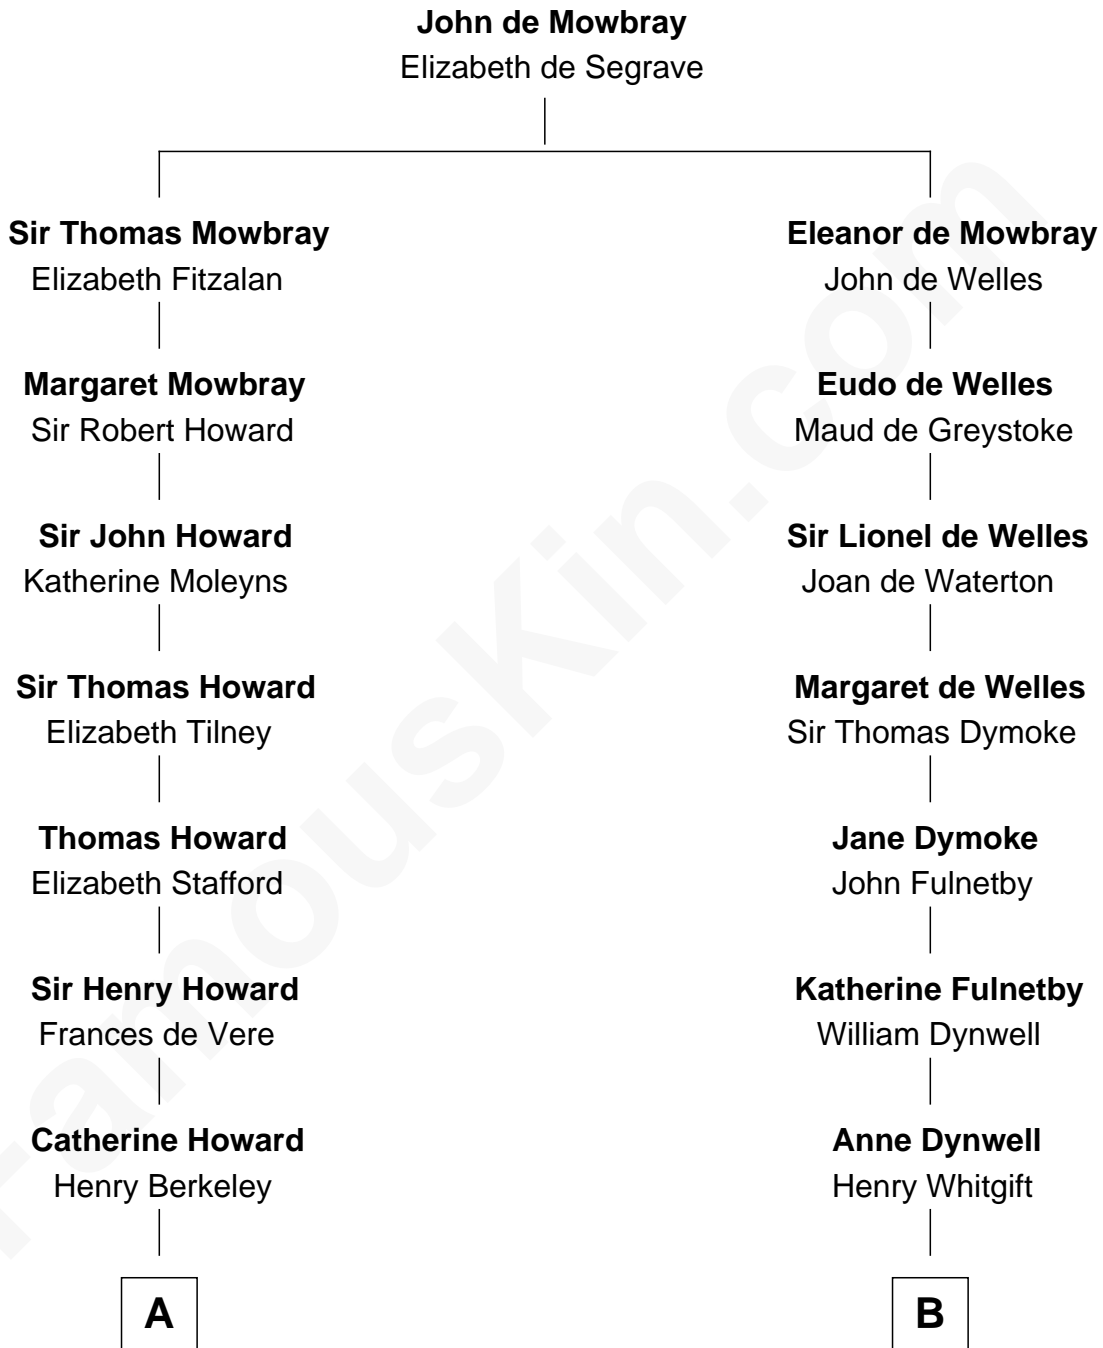 John de Mowbray
Elizabeth de Segrave
Sir Thomas Mowbray
Elizabeth Fitzalan
Margaret Mowbray
Sir Robert Howard
Sir John Howard
Katherine Moleyns
Sir Thomas Howard
Elizabeth Tilney
Thomas Howard
Elizabeth Stafford
Sir Henry Howard
Frances de Vere
Catherine Howard
Henry Berkeley
A
Eleanor de Mowbray
John de Welles
Eudo de Welles
Maud de Greystoke
Sir Lionel de Welles
Joan de Waterton
Margaret de Welles
Sir Thomas Dymoke
Jane Dymoke
John Fulnetby
Katherine Fulnetby
William Dynwell
Anne Dynwell
Henry Whitgift
B
FamousKin.com